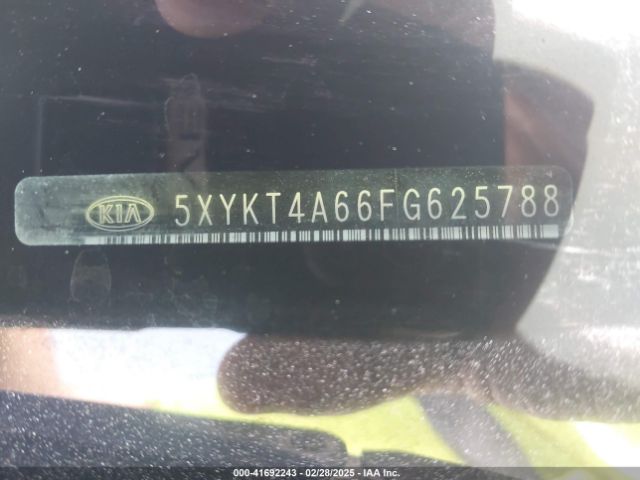 KIA 5XYKT4A66FG625788
000-41692243 | 02/28/2025 | IAA Inc.